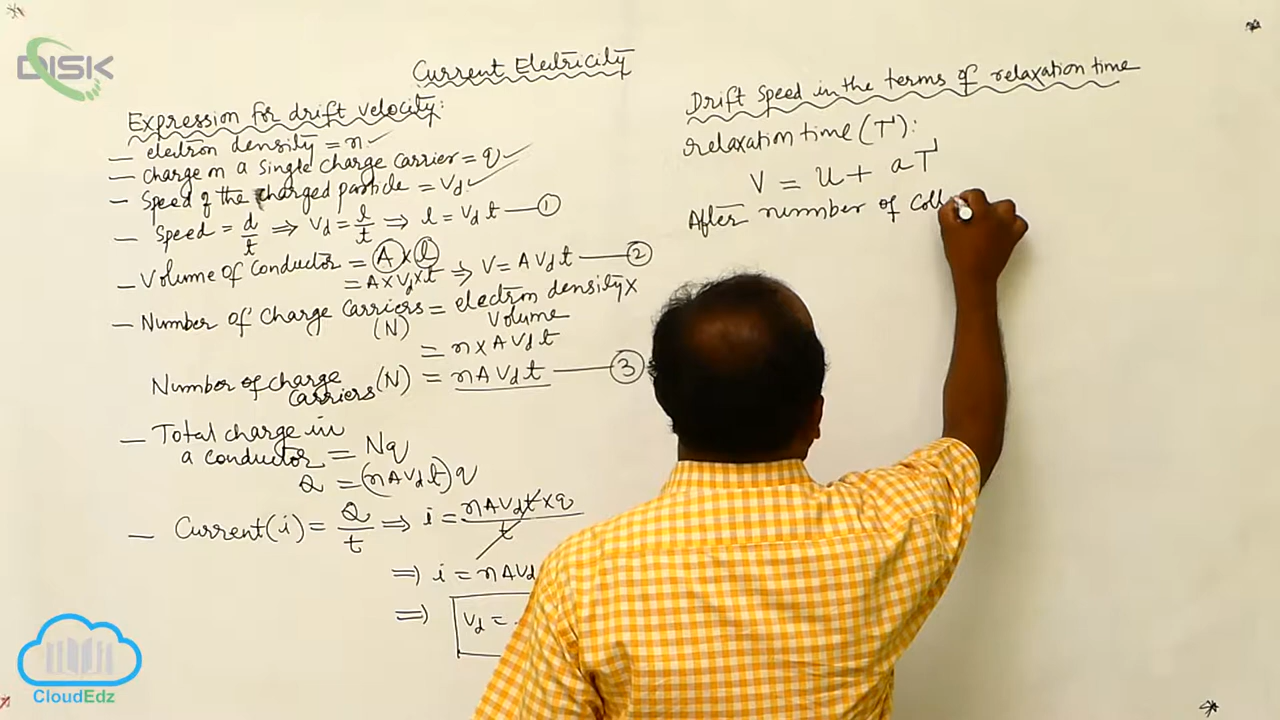 DISK
Current Electricity
Expression for drift velocity:
— electron density = n ✓
— charge on a single charge carrier = q ✓
— Speed of the charged particle = Vd ✓
— Speed = d/t ⇒ Vd = l/t ⇒ l = Vd t — ①
— Volume of conductor = A × l
= A × Vd × t ⇒ V = A Vd t — ②
— Number of charge carriers (N) = electron density × Volume
= n × A Vd t
Number of charge carriers (N) = n A Vd t — ③
— Total charge in a conductor = Nq
Q = (n A Vd t) q
— Current (i) = Q/t ⇒ i = n A Vd t × q / t
⇒ i = n A Vd
⇒ Vd =
Drift Speed in the terms of relaxation time
relaxation time (T):
V = u + a T
After number of Coll
CloudEdz